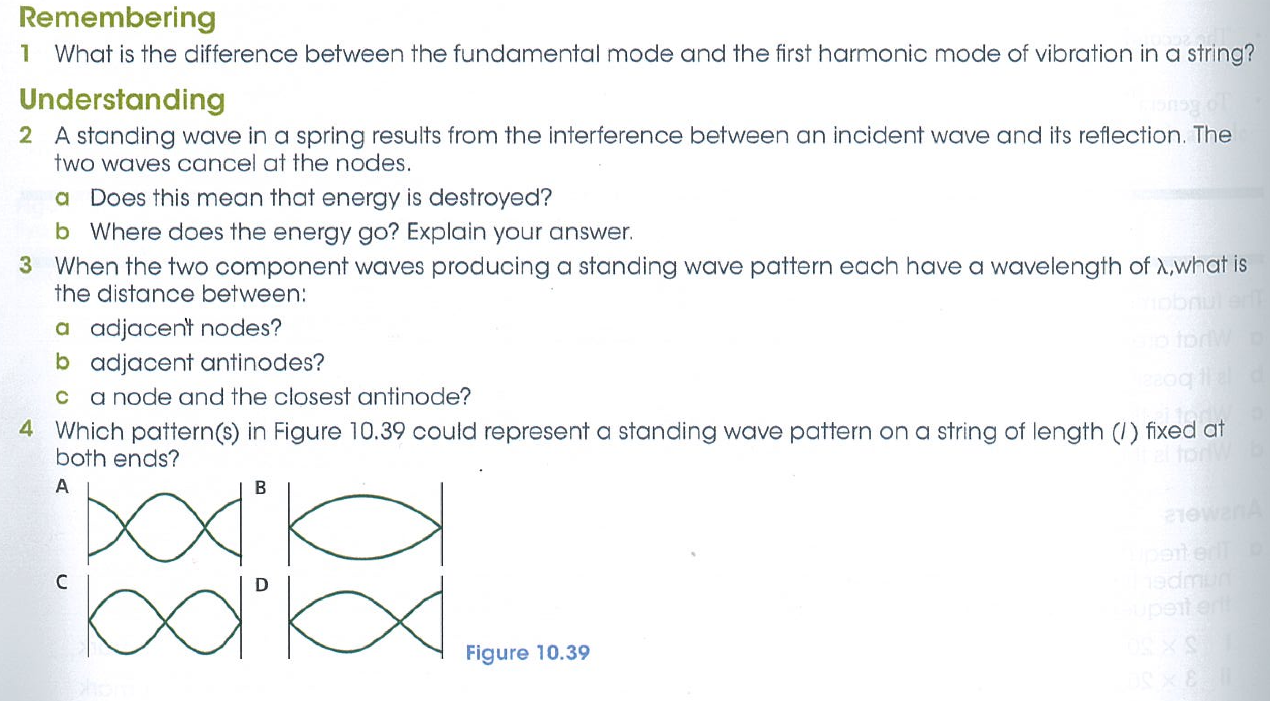 Remembering
1 What is the difference between the fundamental mode and the first harmonic mode of vibration in a string?
Understanding
2 A standing wave in a spring results from the interference between an incident wave and its reflection. The
two waves cancel at the nodes.
a Does this mean that energy is destroyed?
b Where does the energy go? Explain your answer.
3 When the two component waves producing a standing wave pattern each have a wavelength of λ,what is
the distance between:
a adjacent nodes?
b adjacent antinodes?
c a node and the closest antinode?
4 Which pattern(s) in Figure 10.39 could represent a standing wave pattern on a string of length (l) fixed at
both ends?
A B
C D
Figure 10.39